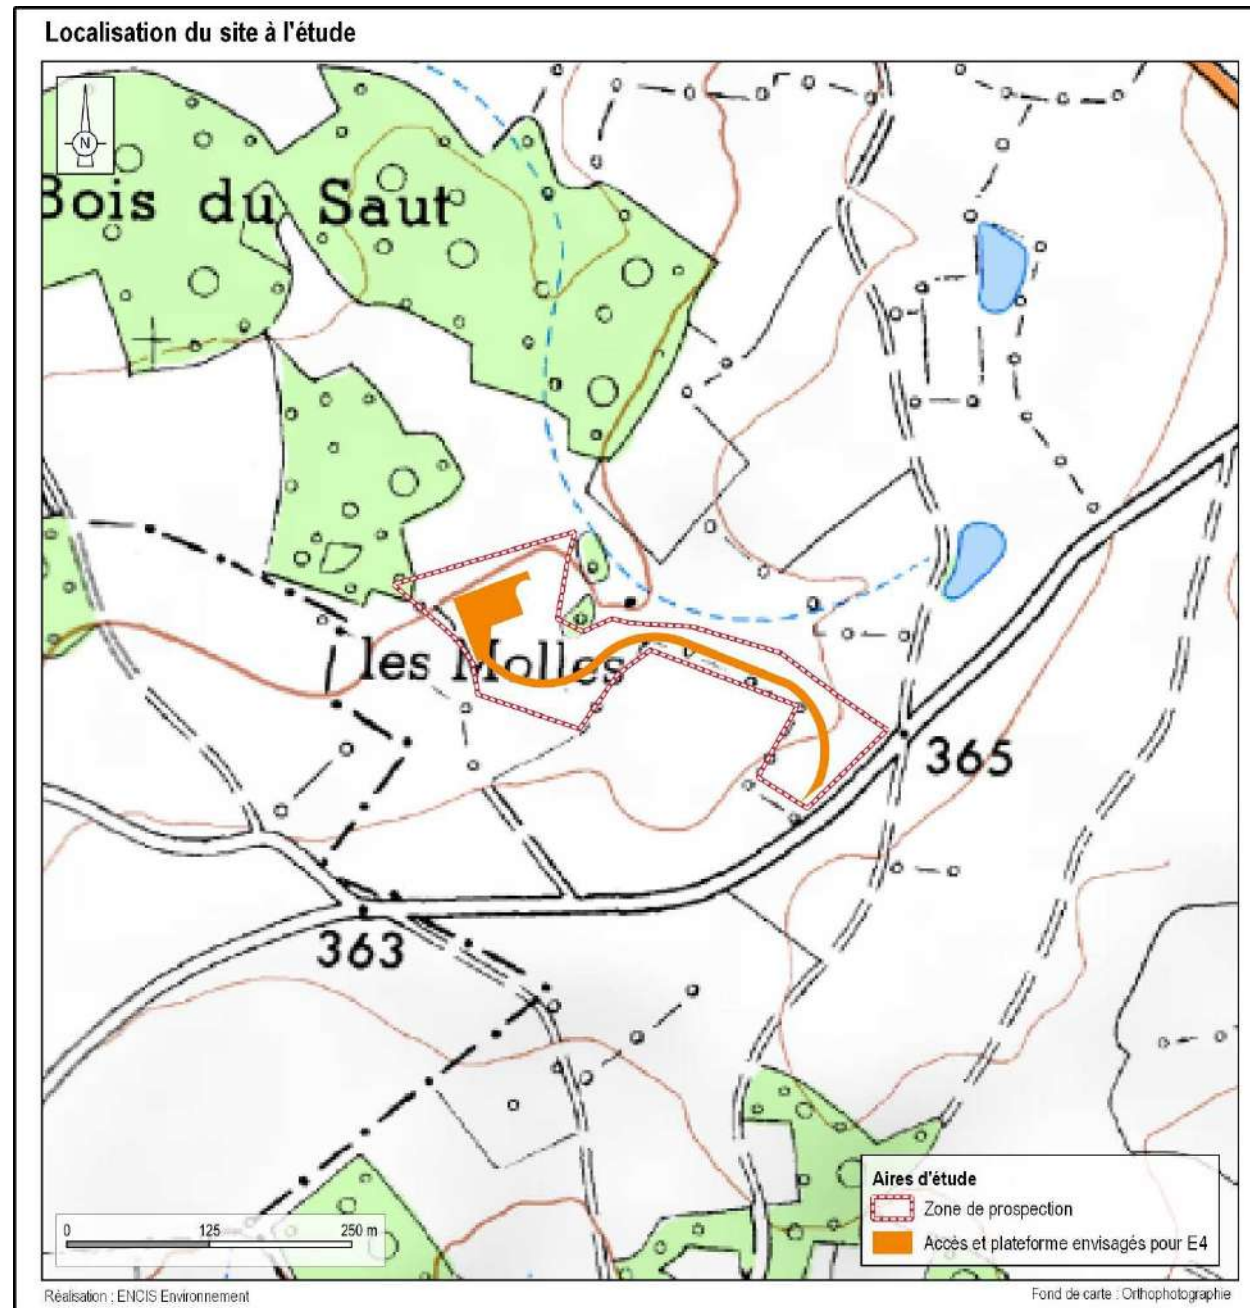 Localisation du site à l'étude
N
Bois du Saut
les Molles
365
363
Aires d'étude
Zone de prospection
Accès et plateforme envisagés pour E4
0 125 250 m
Réalisation : ENCIS Environnement
Fond de carte : Orthophotographie